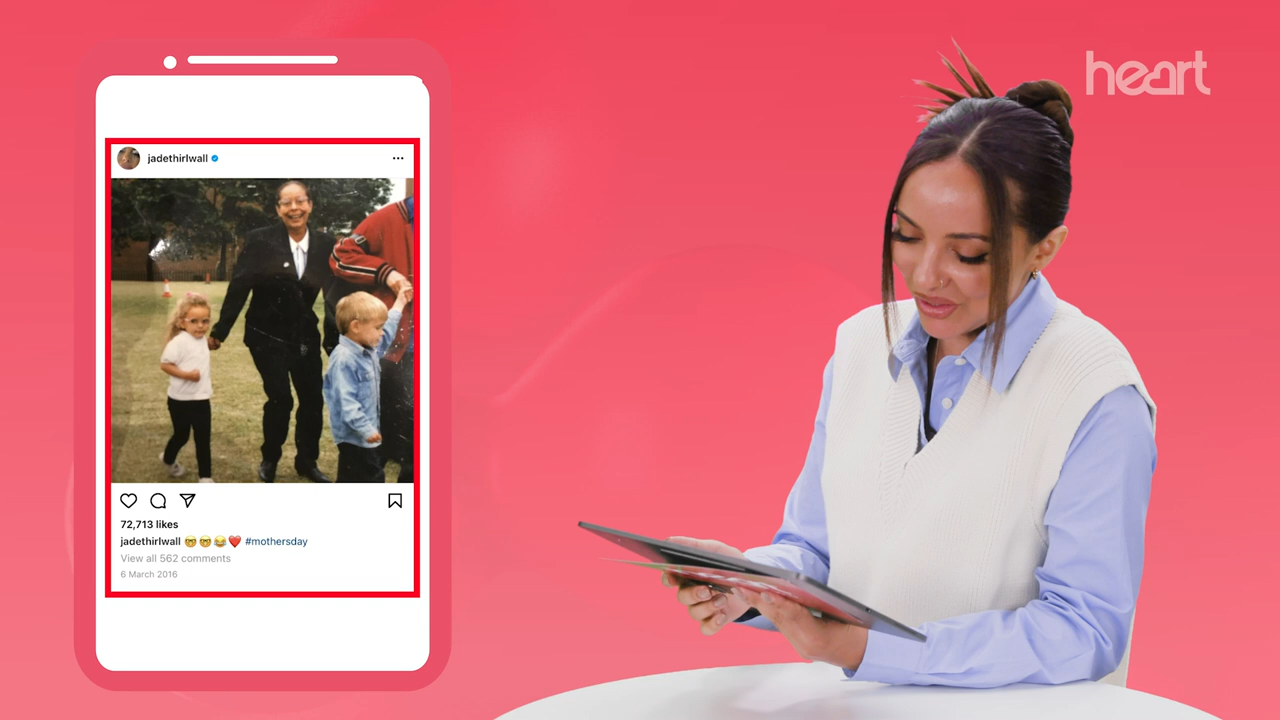 heart
jadethirlwall
72,713 likes
jadethirlwall 🤓🤓😂❤️ #mothersday
View all 562 comments
6 March 2016